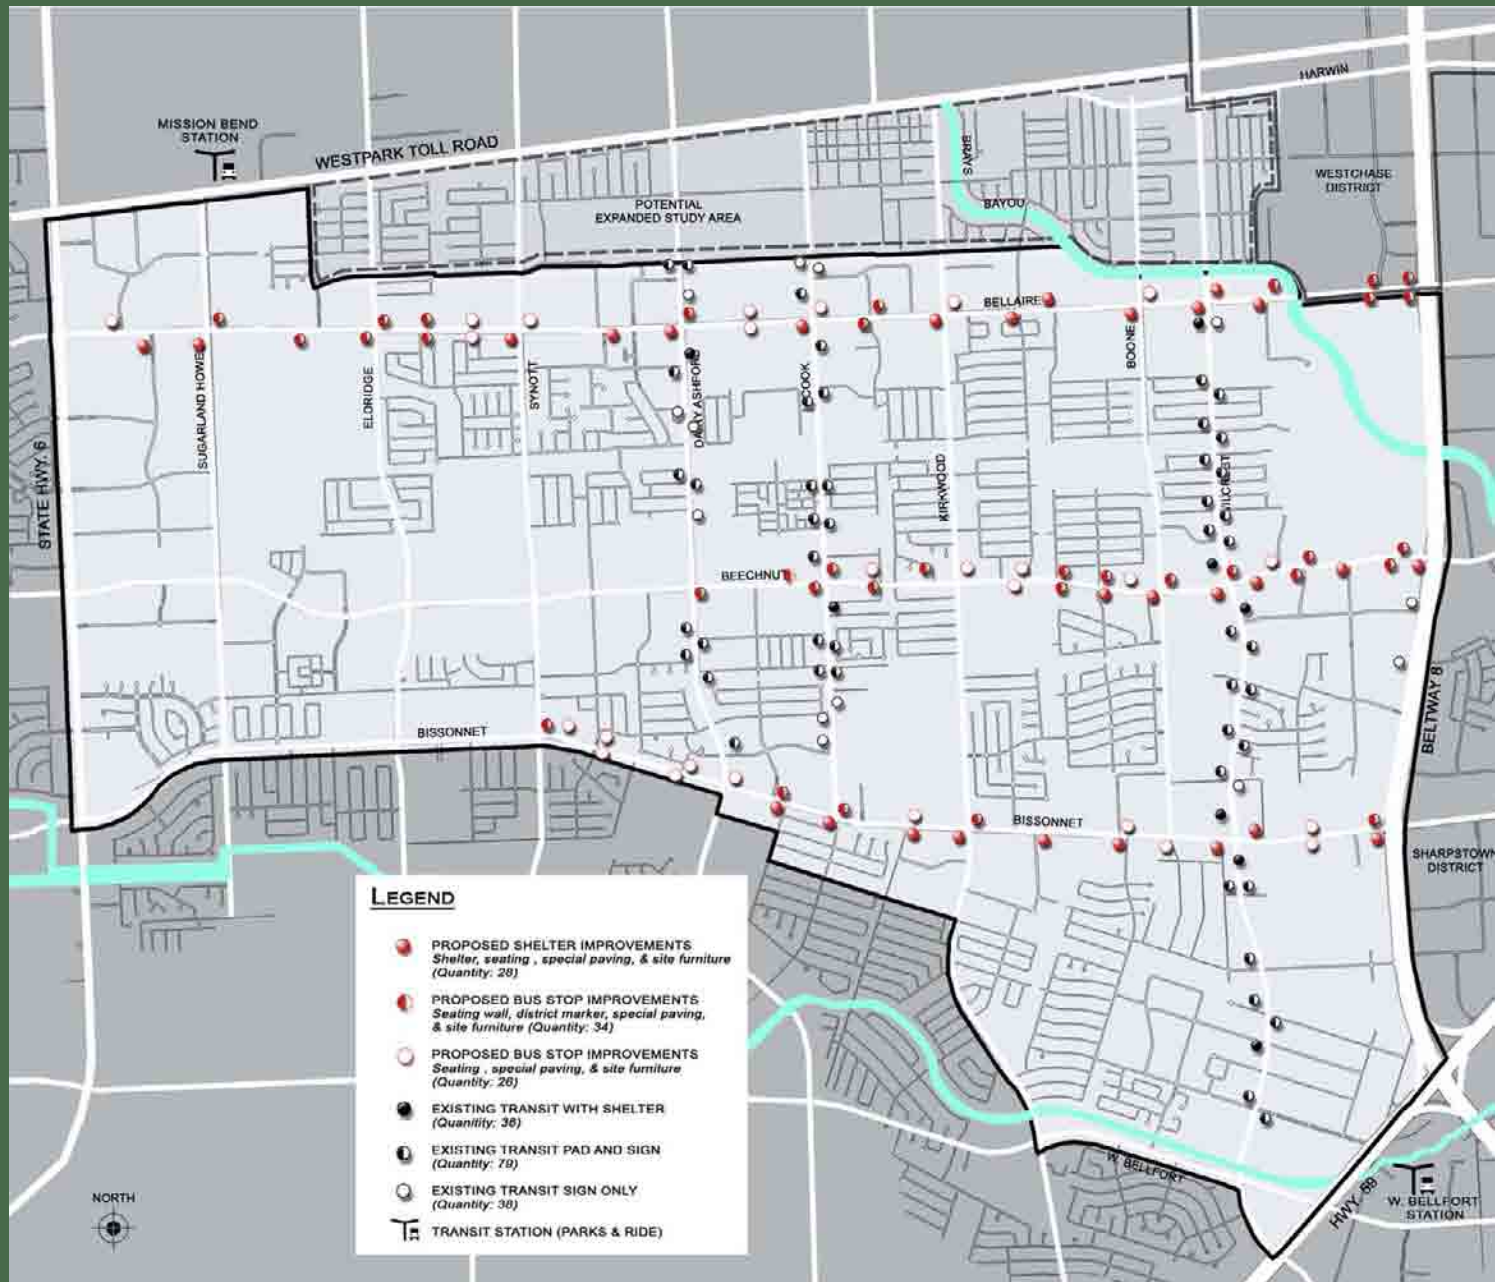 HARWIN
MISSION BEND
STATION
WESTPARK TOLL ROAD
BRAYS
BAYOU
WESTCHASE
DISTRICT
POTENTIAL
EXPANDED STUDY AREA
BELLAIRE
SUGARLAND HOWE
ELDRIDGE
SYNOTT
DAIRY ASHFORD
COOK
BOONE
KIRKWOOD
WILCREST
STATE HWY. 6
BEECHNUT
BISSONNET
BISSONNET
BELTWAY 8
SHARPSTOWN
DISTRICT
LEGEND
PROPOSED SHELTER IMPROVEMENTS
Shelter, seating , special paving, & site furniture
(Quantity: 28)
PROPOSED BUS STOP IMPROVEMENTS
Seating wall, district marker, special paving,
& site furniture (Quantity: 34)
PROPOSED BUS STOP IMPROVEMENTS
Seating , special paving, & site furniture
(Quantity: 26)
EXISTING TRANSIT WITH SHELTER
(Quanitity: 36)
EXISTING TRANSIT PAD AND SIGN
(Quantity: 79)
EXISTING TRANSIT SIGN ONLY
(Quantity: 38)
TRANSIT STATION (PARKS & RIDE)
NORTH
W. BELLFORT
HWY. 59
W. BELLFORT
STATION